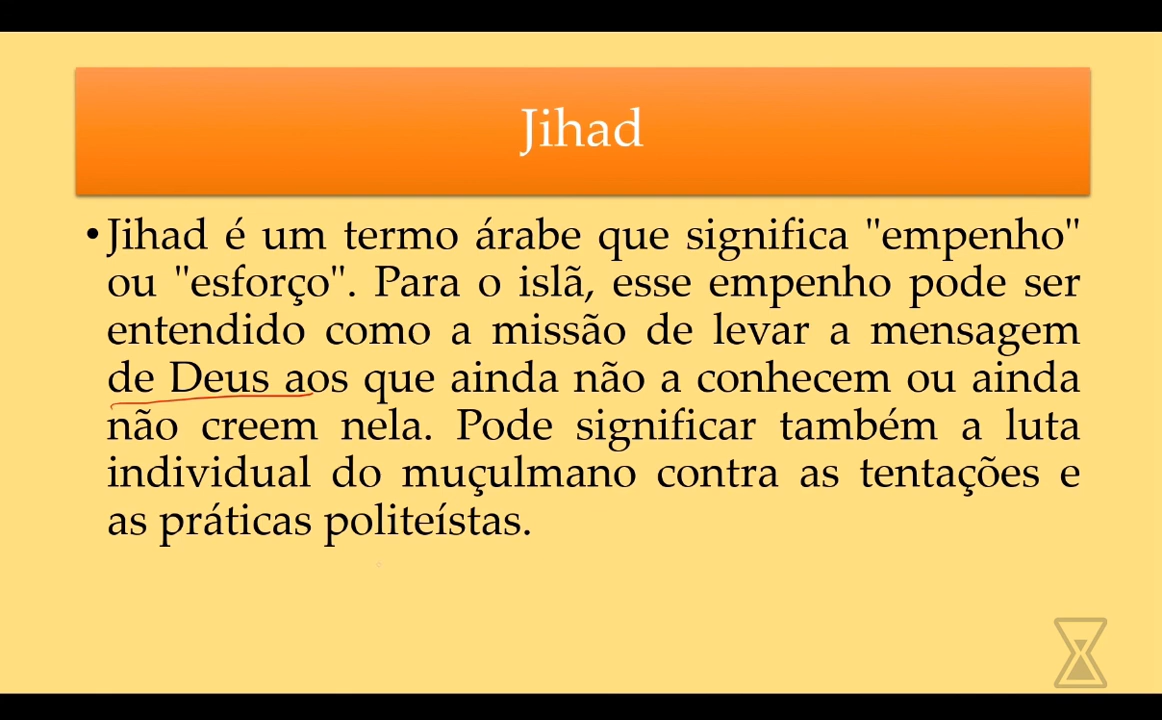 Jihad
•Jihad é um termo árabe que significa "empenho"
ou "esforço". Para o islã, esse empenho pode ser
entendido como a missão de levar a mensagem
de Deus aos que ainda não a conhecem ou ainda
não creem nela. Pode significar também a luta
individual do muçulmano contra as tentações e
as práticas politeístas.